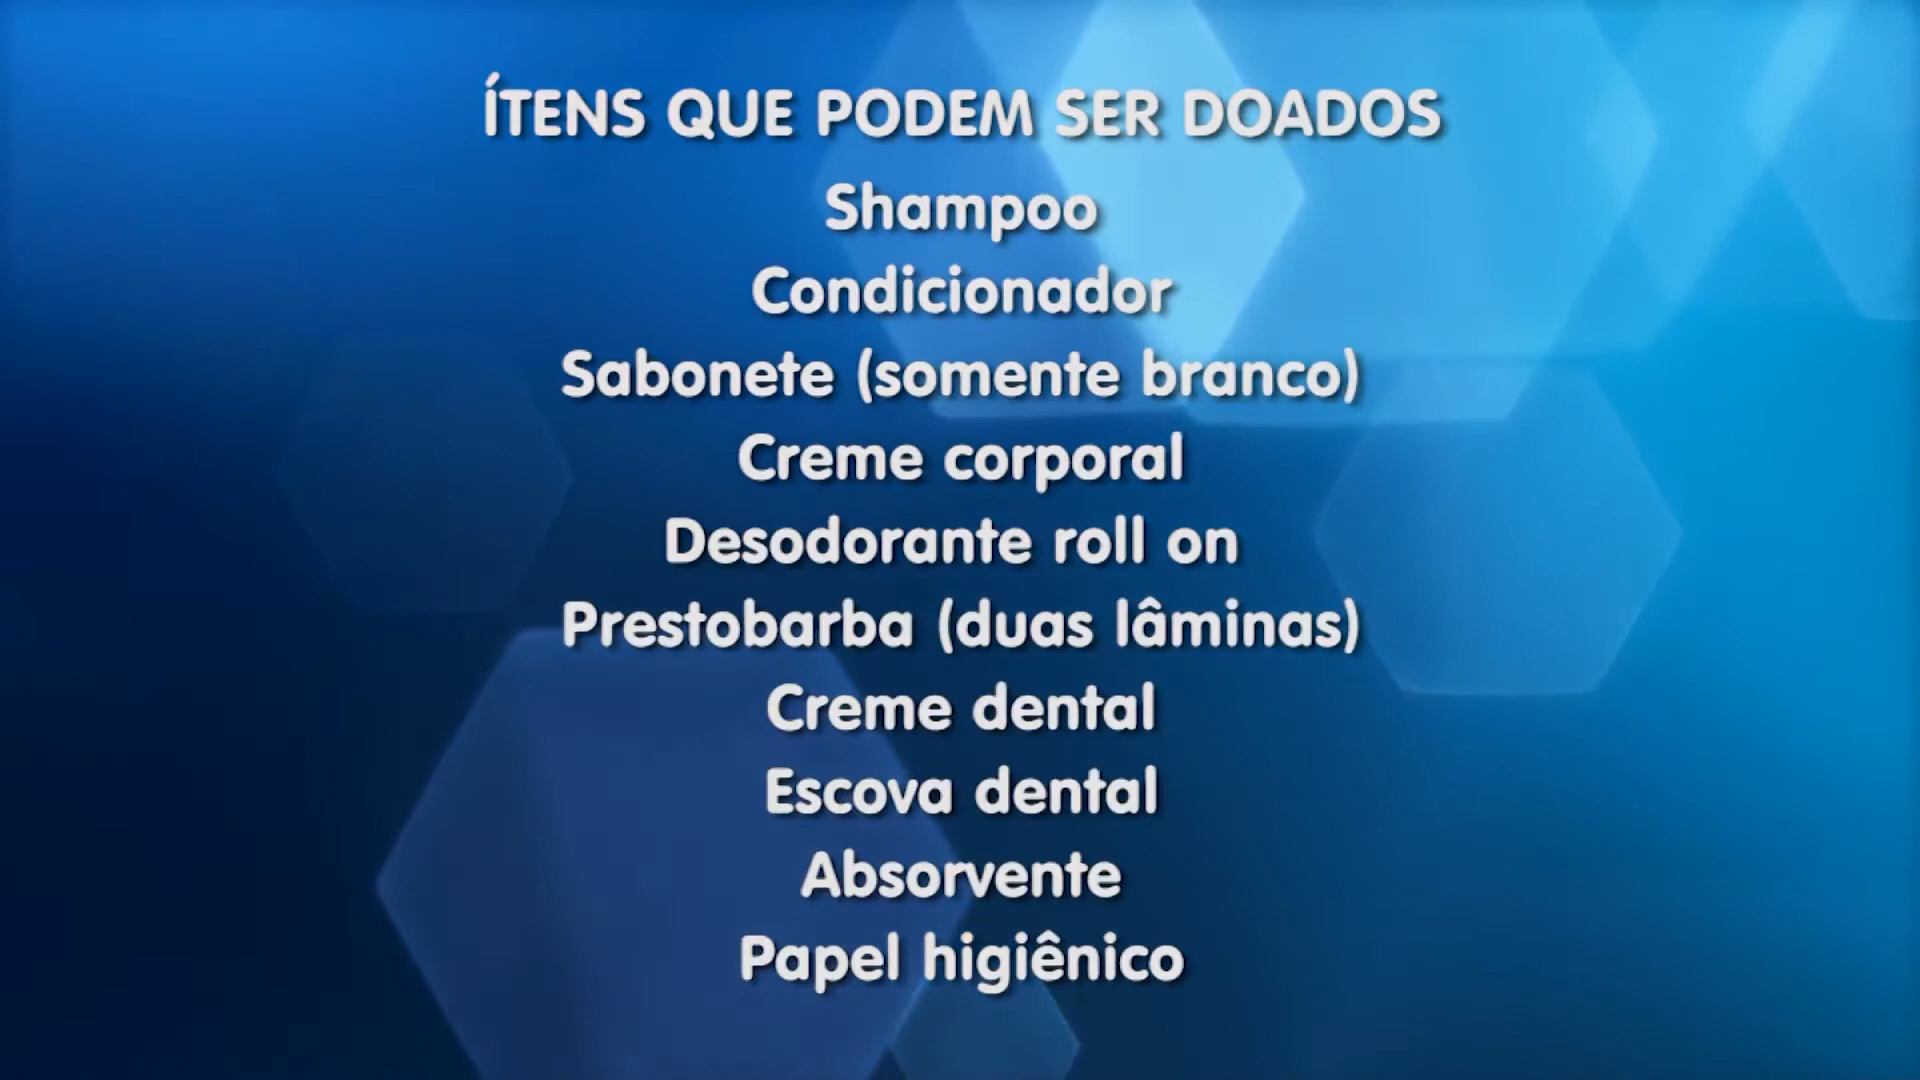 ÍTENS QUE PODEM SER DOADOS
Shampoo
Condicionador
Sabonete (somente branco)
Creme corporal
Desodorante roll on
Prestobarba (duas lâminas)
Creme dental
Escova dental
Absorvente
Papel higiênico